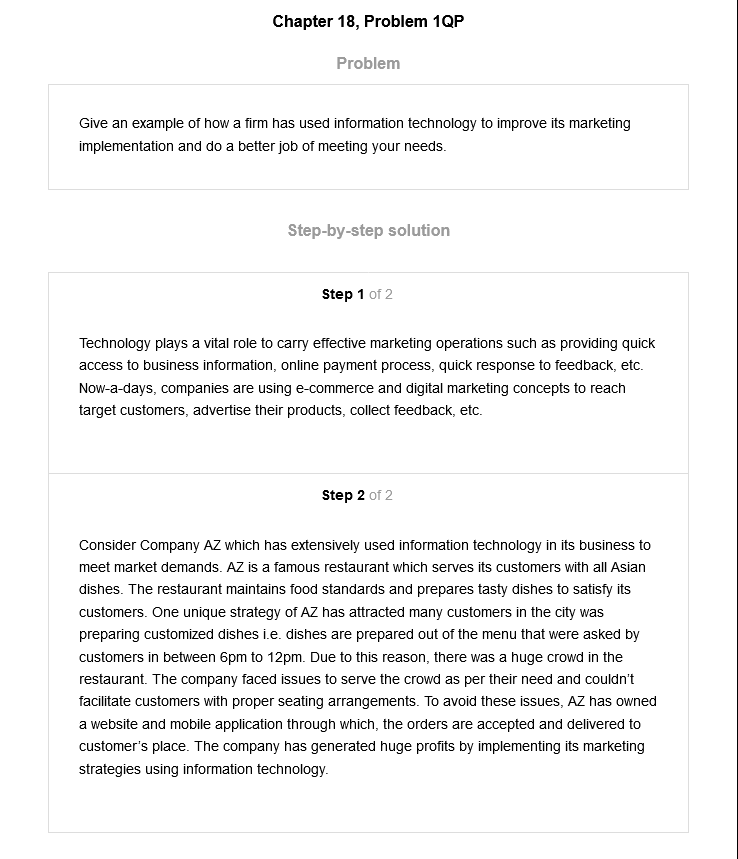 Chapter 18, Problem 1QP
Problem
Give an example of how a firm has used information technology to improve its marketing
implementation and do a better job of meeting your needs.
Step-by-step solution
Step 1 of 2
Technology plays a vital role to carry effective marketing operations such as providing quick
access to business information, online payment process, quick response to feedback, etc.
Now-a-days, companies are using e-commerce and digital marketing concepts to reach
target customers, advertise their products, collect feedback, etc.
Step 2 of 2
Consider Company AZ which has extensively used information technology in its business to
meet market demands. AZ is a famous restaurant which serves its customers with all Asian
dishes. The restaurant maintains food standards and prepares tasty dishes to satisfy its
customers. One unique strategy of AZ has attracted many customers in the city was
preparing customized dishes i.e. dishes are prepared out of the menu that were asked by
customers in between 6pm to 12pm. Due to this reason, there was a huge crowd in the
restaurant. The company faced issues to serve the crowd as per their need and couldn't
facilitate customers with proper seating arrangements. To avoid these issues, AZ has owned
a website and mobile application through which, the orders are accepted and delivered to
customer's place. The company has generated huge profits by implementing its marketing
strategies using information technology.